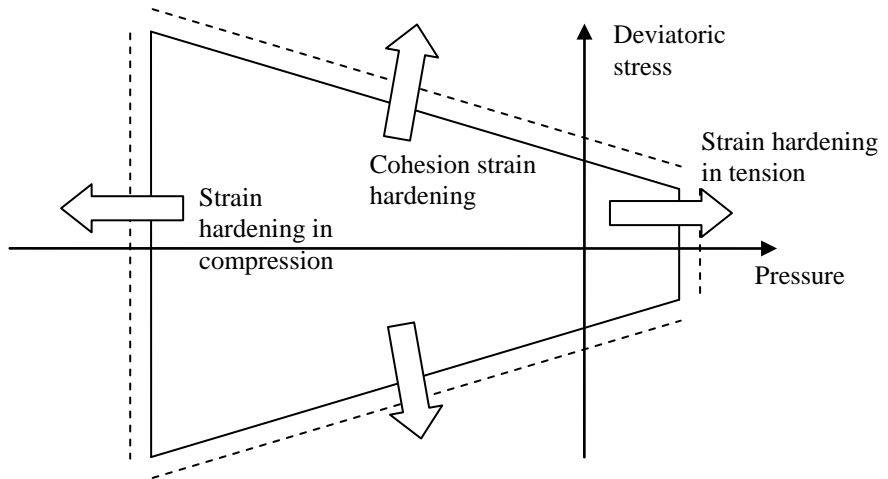 Deviatoric
stress
Strain hardening
in tension
Cohesion strain
hardening
Strain
hardening in
compression
Pressure